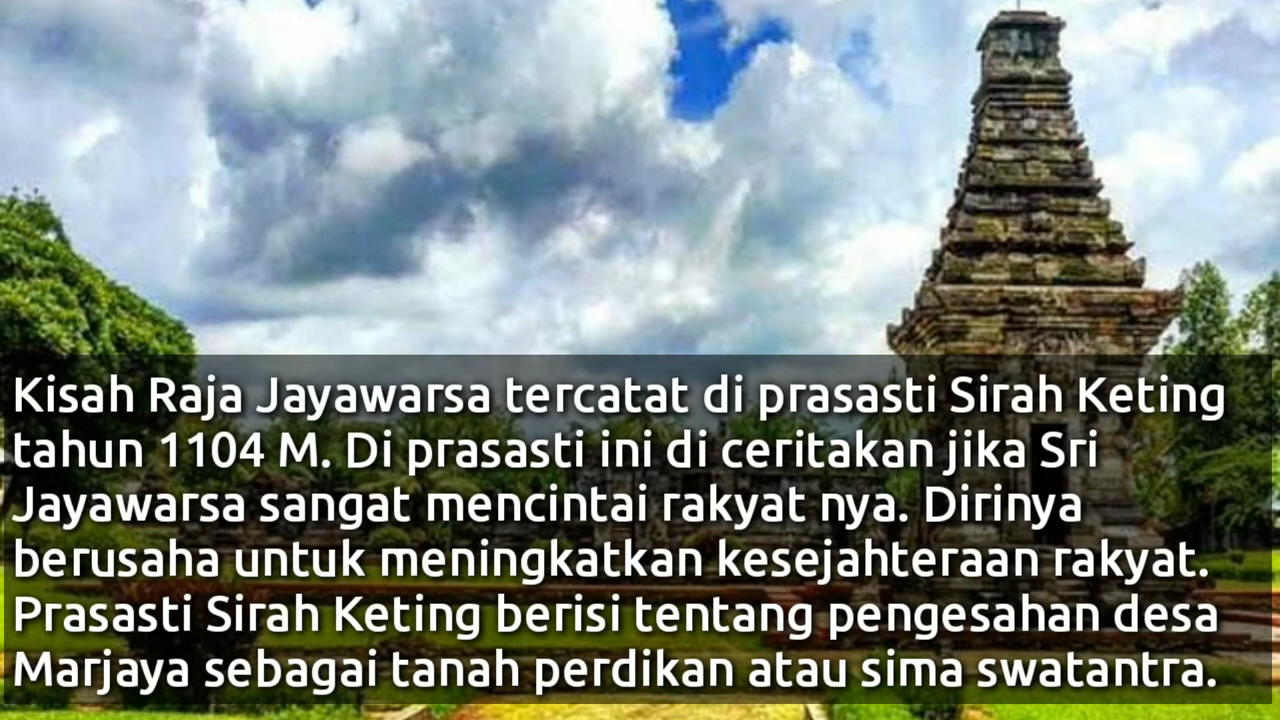 Kisah Raja Jayawarsa tercatat di prasasti Sirah Keting
tahun 1104 M. Di prasasti ini di ceritakan jika Sri
Jayawarsa sangat mencintai rakyat nya. Dirinya
berusaha untuk meningkatkan kesejahteraan rakyat.
Prasasti Sirah Keting berisi tentang pengesahan desa
Marjaya sebagai tanah perdikan atau sima swatantra.